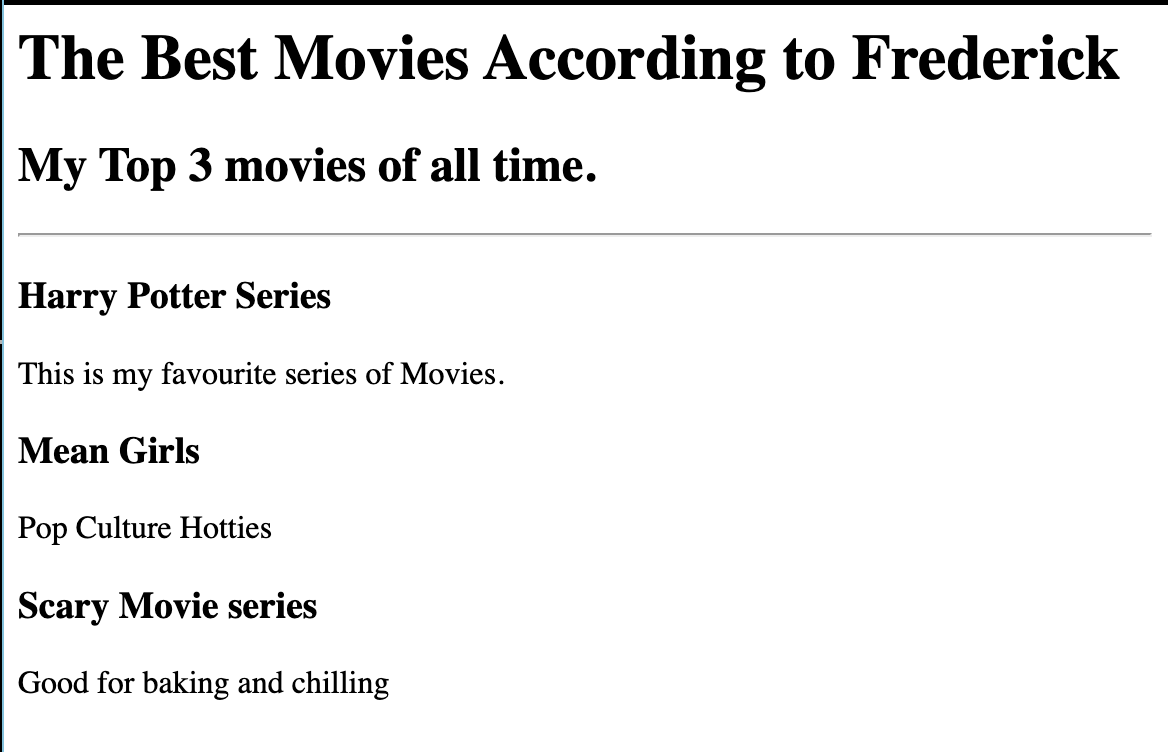 The Best Movies According to Frederick
My Top 3 movies of all time.
Harry Potter Series
This is my favourite series of Movies.
Mean Girls
Pop Culture Hotties
Scary Movie series
Good for baking and chilling